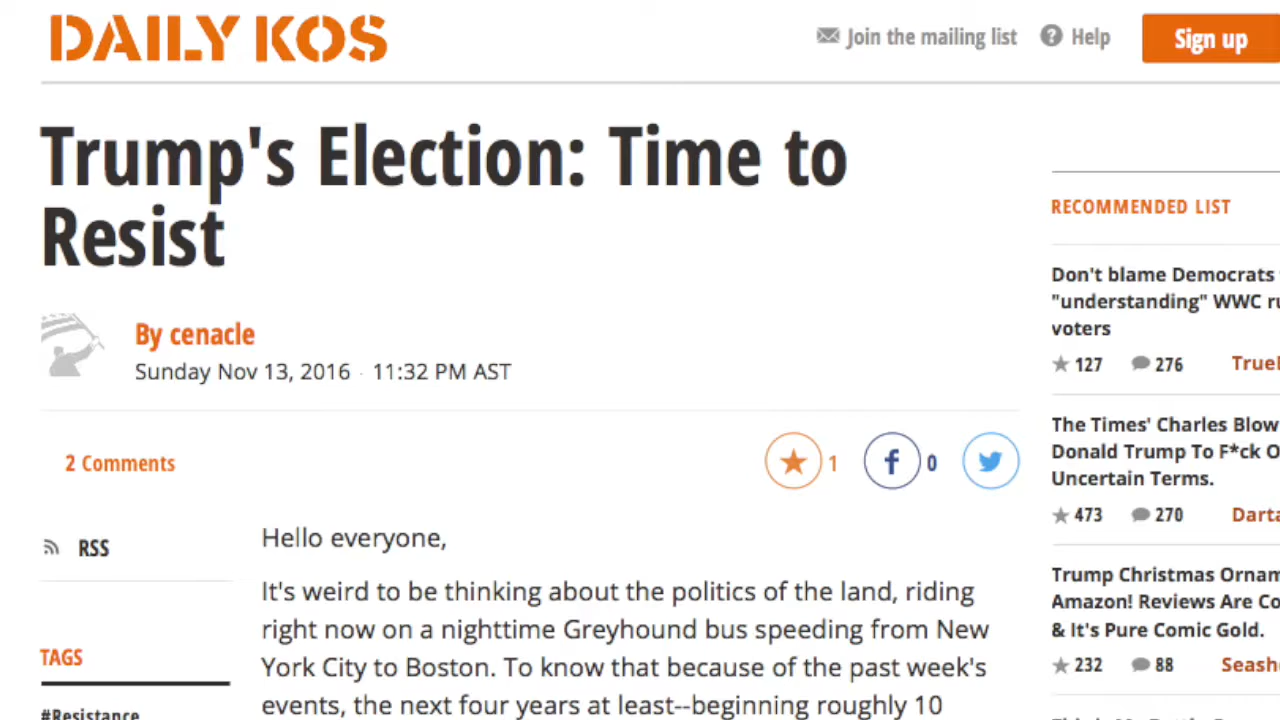 DAILY KOS
Join the mailing list
Help
Sign up
Trump's Election: Time to
Resist
By cenacle
Sunday Nov 13, 2016 · 11:32 PM AST
2 Comments
1
0
RSS
TAGS
#Resistance
Hello everyone,
It's weird to be thinking about the politics of the land, riding
right now on a nighttime Greyhound bus speeding from New
York City to Boston. To know that because of the past week's
events, the next four years at least--beginning roughly 10
RECOMMENDED LIST
Don't blame Democrats
"understanding" WWC
voters
127 276
The Times' Charles Blow
Donald Trump To F*ck
Uncertain Terms.
473 270
Trump Christmas
Amazon! Reviews Are
& It's Pure Comic Gold.
232 88